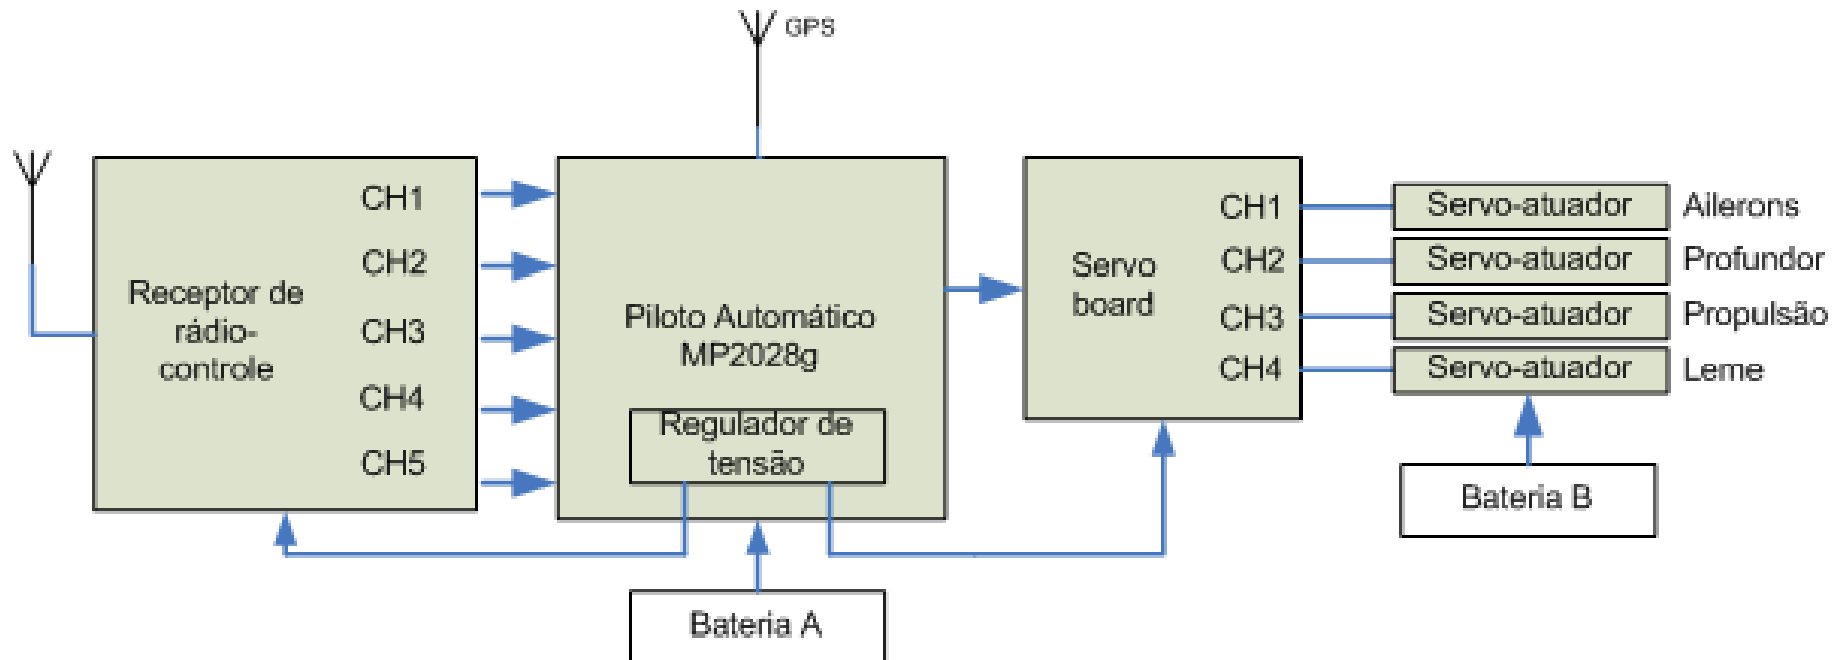 GPS
Receptor de
rádio-
controle
CH1
CH2
CH3
CH4
CH5
Piloto Automático
MP2028g
Regulador de
tensão
Bateria A
Servo
board
CH1
CH2
CH3
CH4
Servo-atuador
Ailerons
Servo-atuador
Profundor
Servo-atuador
Propulsão
Servo-atuador
Leme
Bateria B